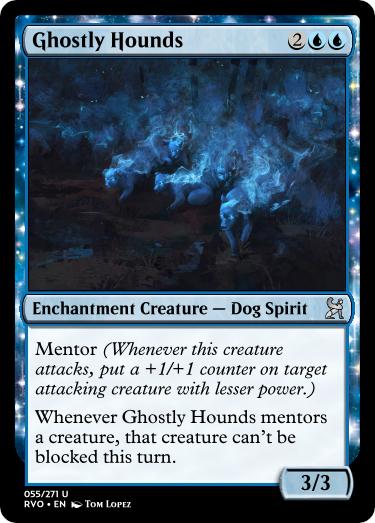 Ghostly Hounds 2
Enchantment Creature — Dog Spirit
Mentor (Whenever this creature
attacks, put a +1/+1 counter on target
attacking creature with lesser power.)
Whenever Ghostly Hounds mentors
a creature, that creature can't be
blocked this turn.
3/3
055/271 U
RVO • EN Tom Lopez